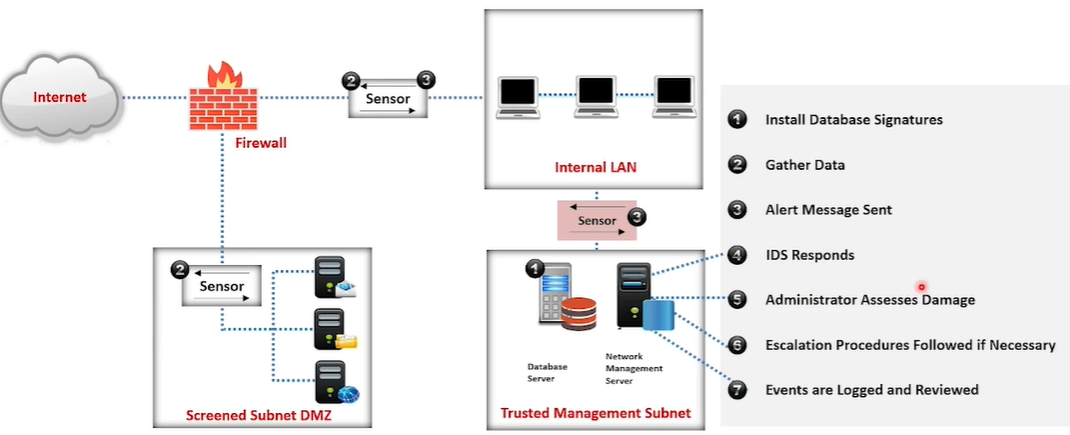 Internet
Firewall
2
3
Sensor
Internal LAN
Sensor
3
2
Sensor
Screened Subnet DMZ
1
Database
Server
Network
Management
Server
Trusted Management Subnet
1 Install Database Signatures
2 Gather Data
3 Alert Message Sent
4 IDS Responds
5 Administrator Assesses Damage
6 Escalation Procedures Followed if Necessary
7 Events are Logged and Reviewed